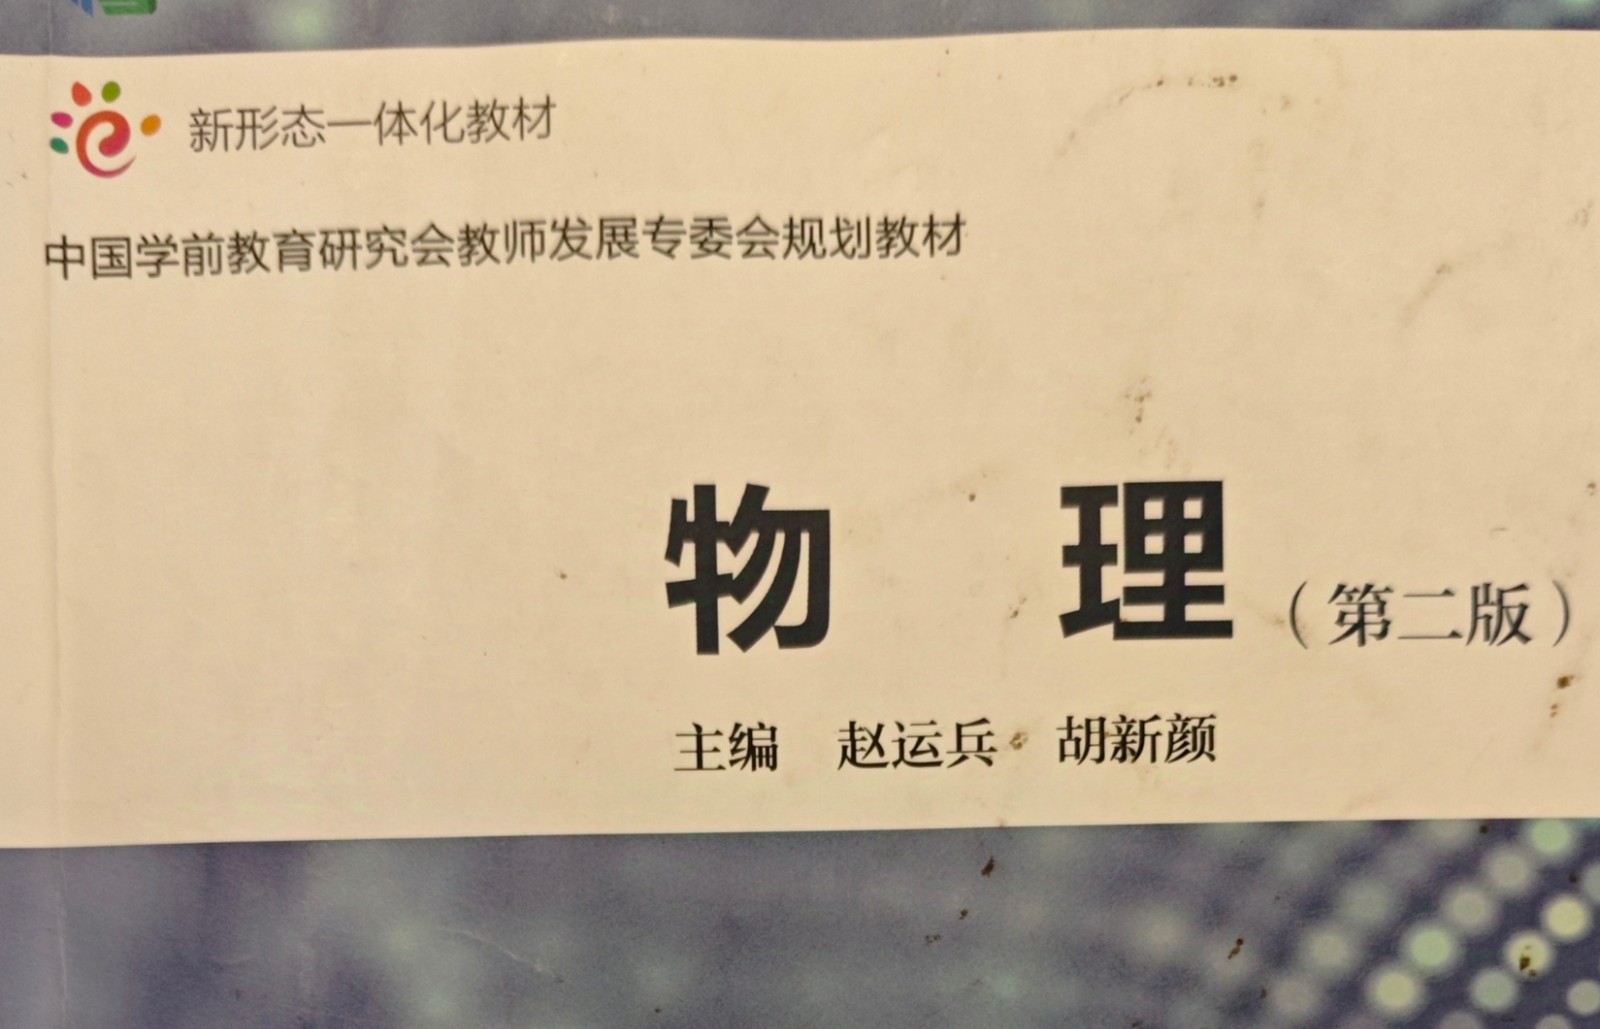 新形态一体化教材
中国学前教育研究会教师发展专委会规划教材
物 理（第二版）
主编 赵运兵 胡新颜